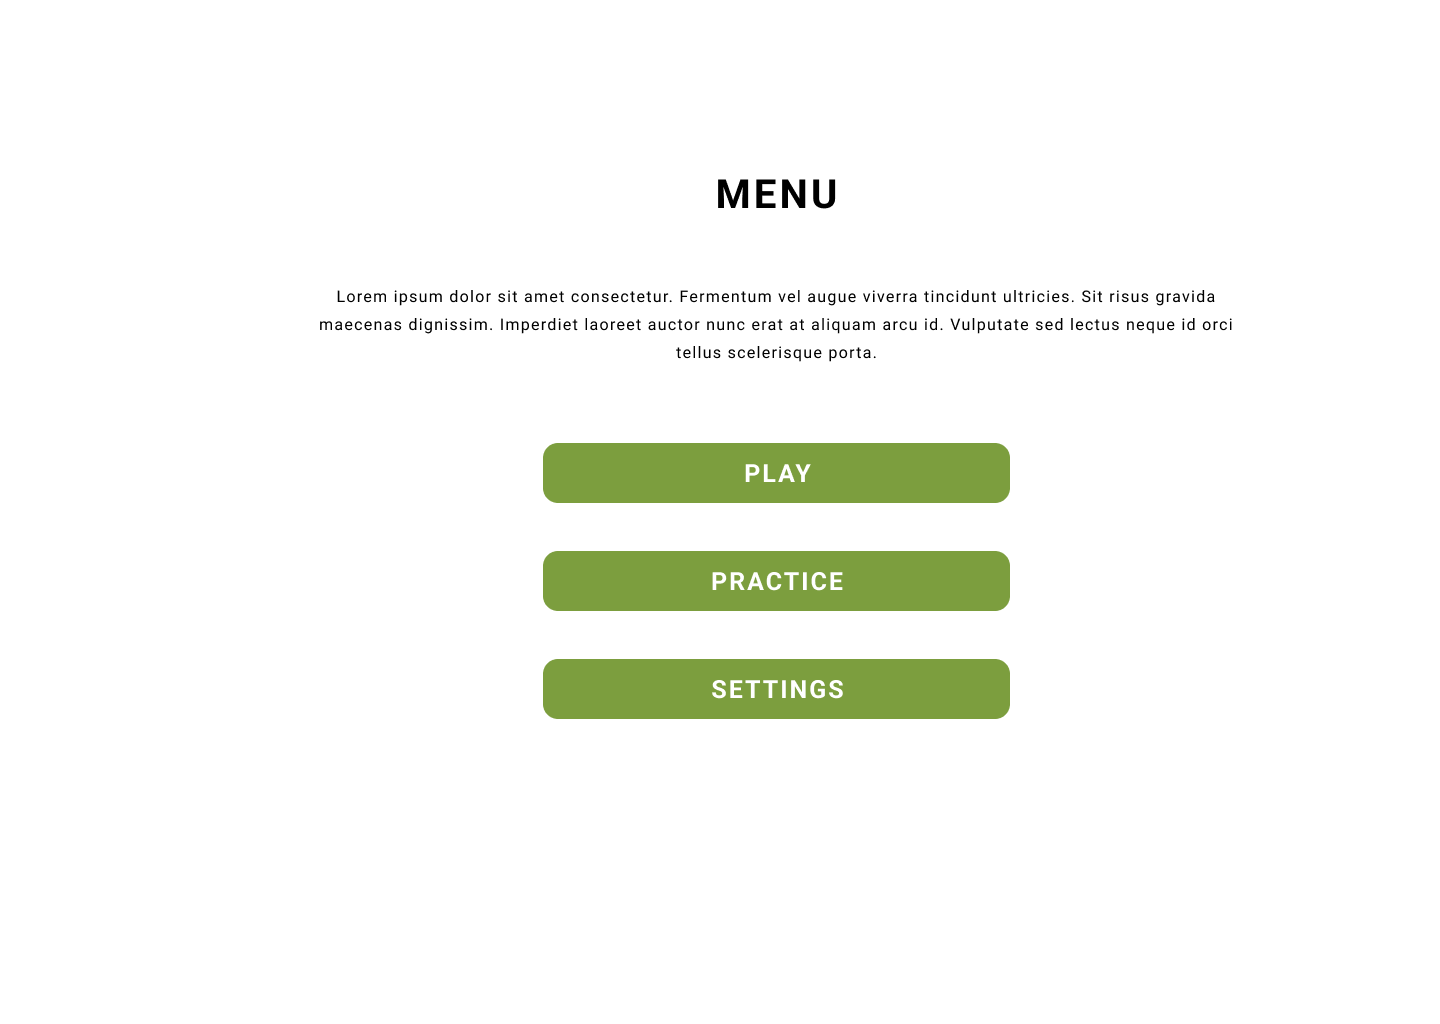 MENU
Lorem ipsum dolor sit amet consectetur. Fermentum vel augue viverra tincidunt ultricies. Sit risus gravida
maecenas dignissim. Imperdiet laoreet auctor nunc erat at aliquam arcu id. Vulputate sed lectus neque id orci
tellus scelerisque porta.
PLAY
PRACTICE
SETTINGS